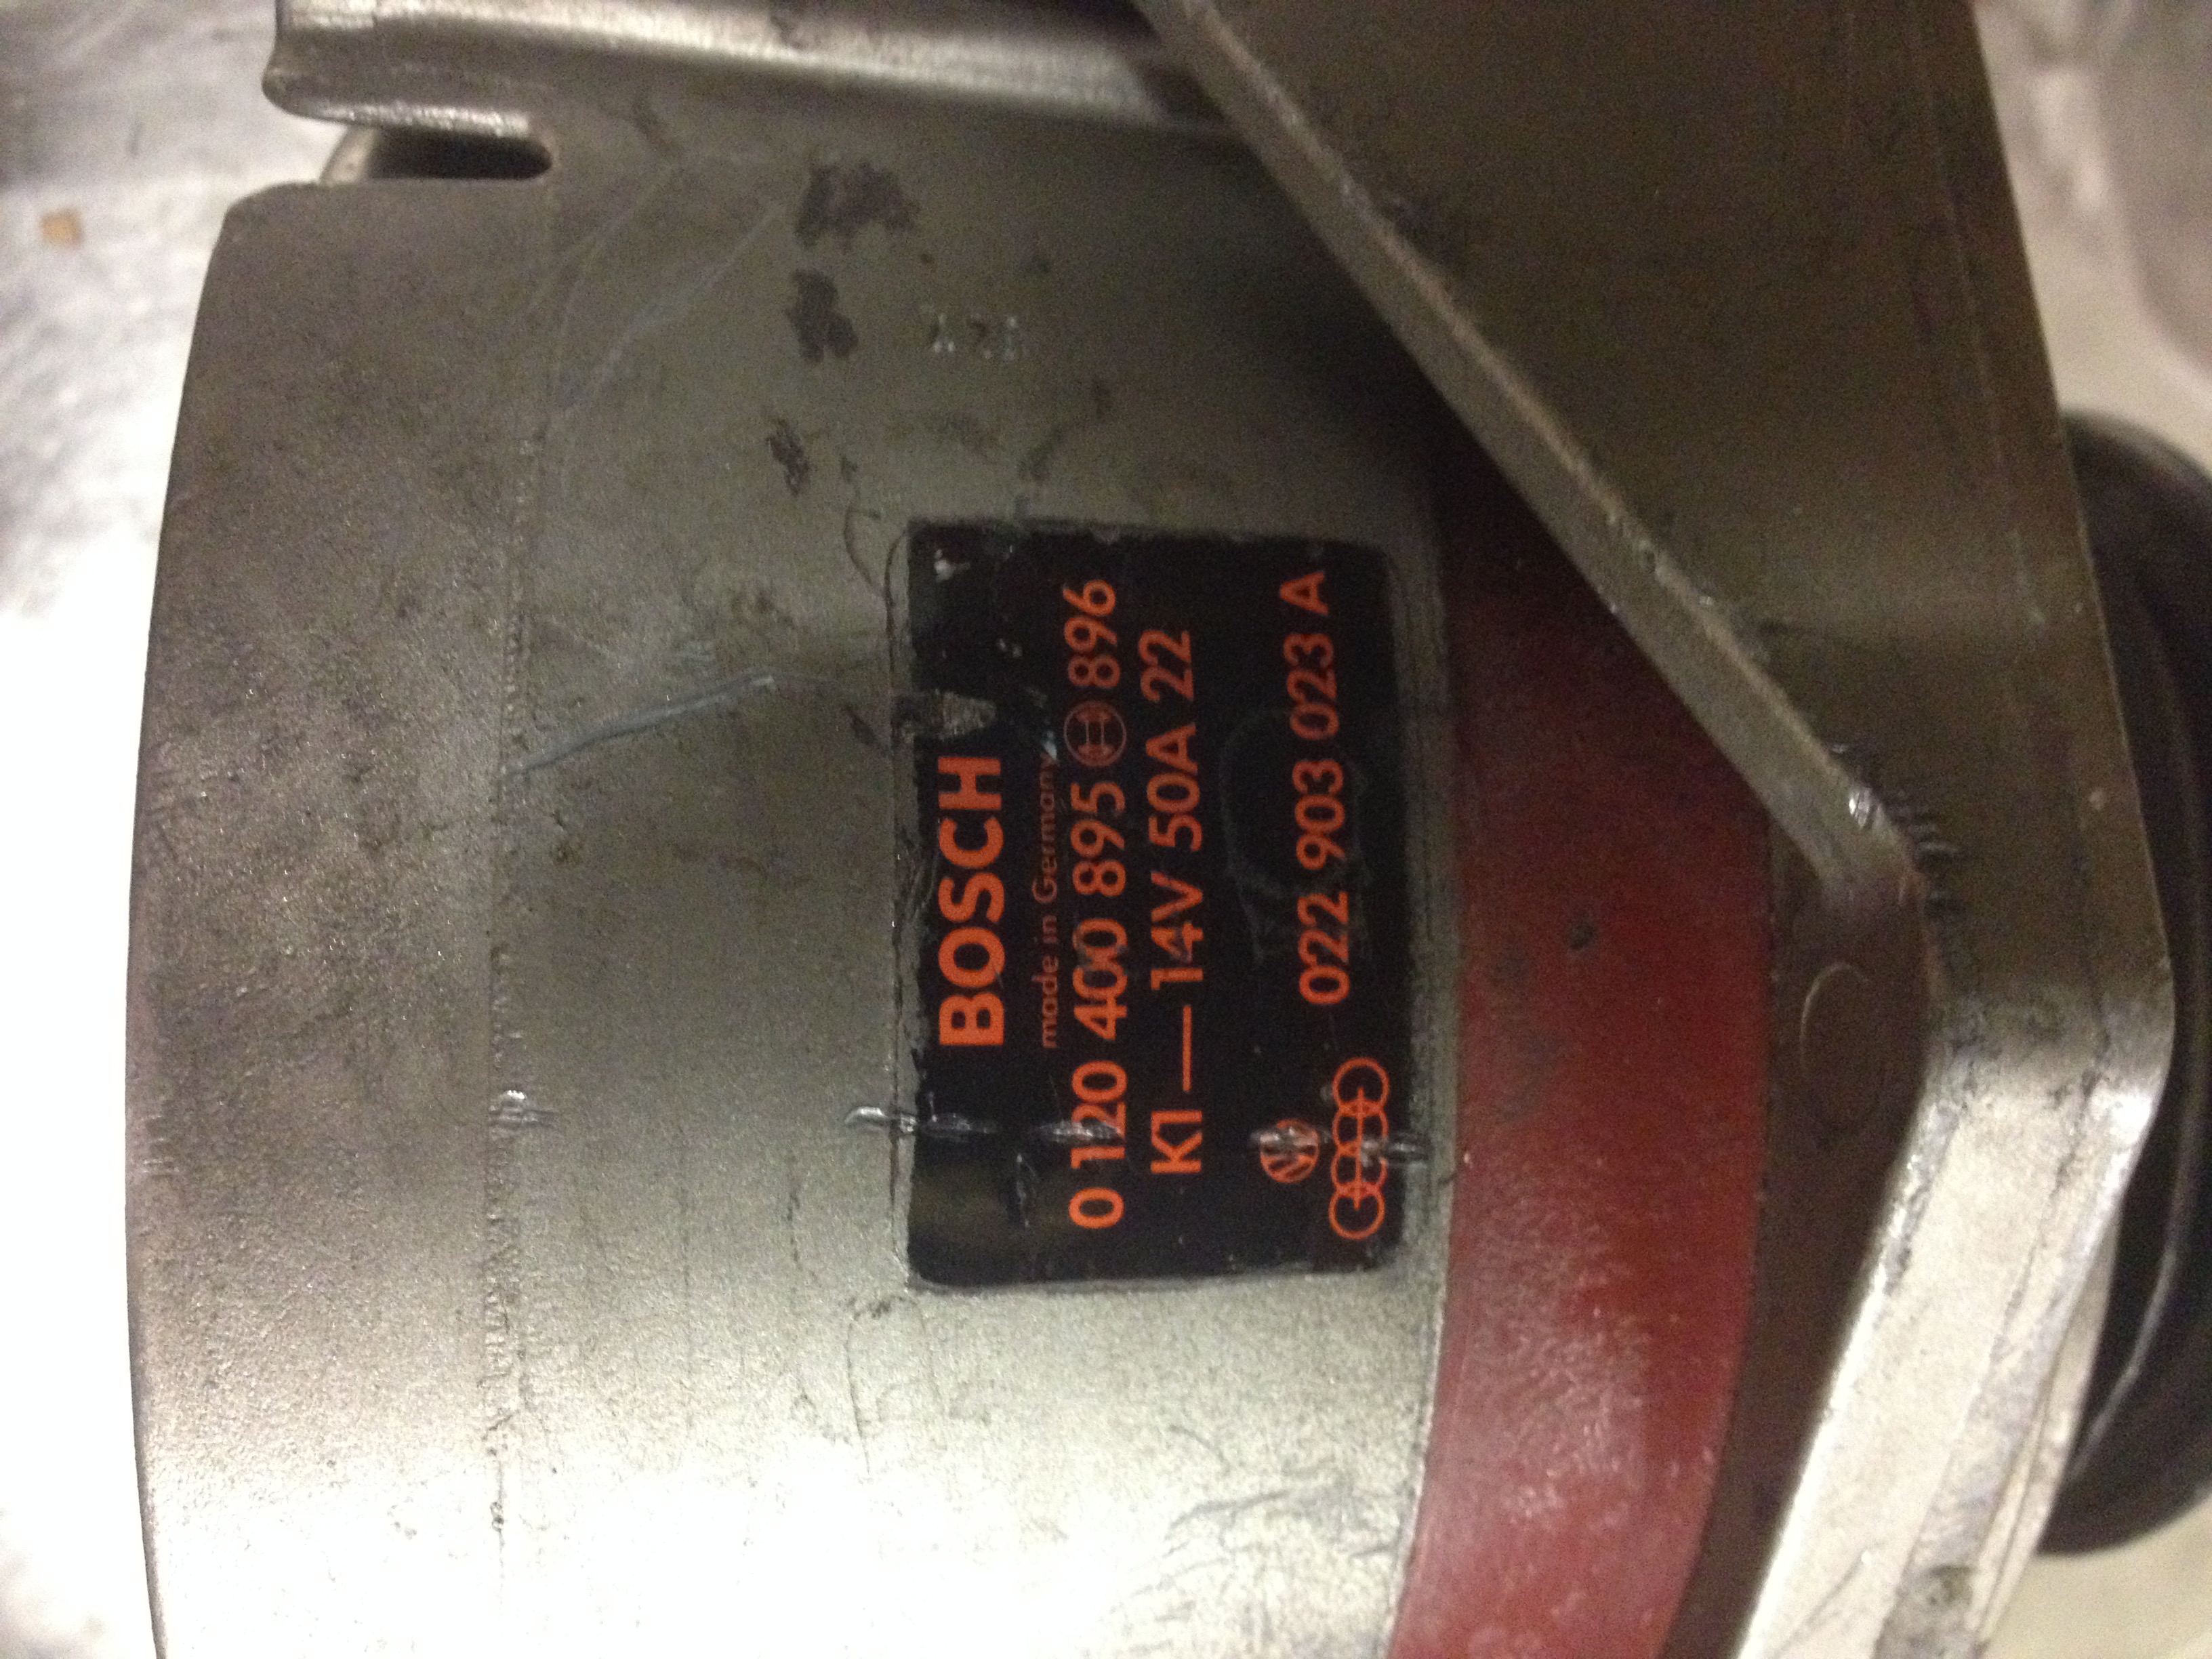 BOSCH
made in Germany
0 120 400 895 896
K1 — 14V 50A 22
022 903 023 A